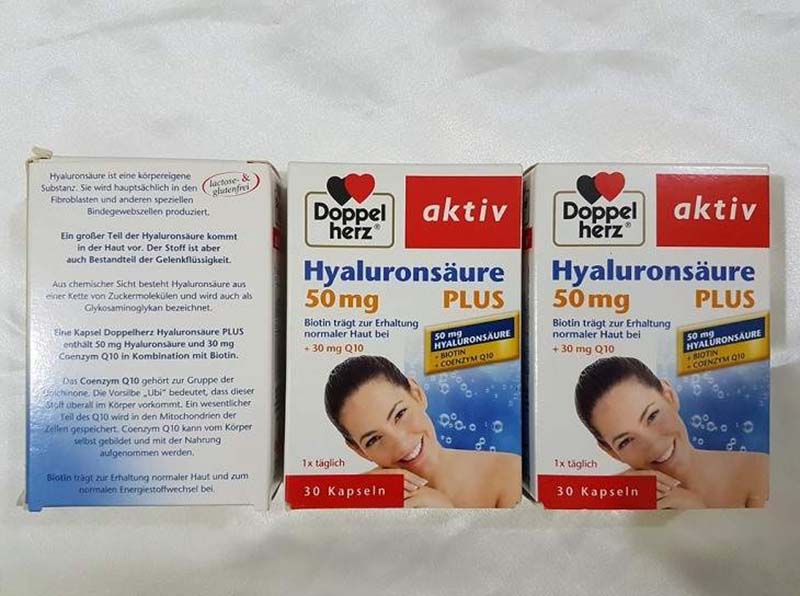 Hyaluronsäure ist eine körpereigene
Substanz. Sie wird hauptsächlich in den
Fibroblasten und anderen speziellen
Bindegewebszellen produziert.
lactose- &
glutenfrei
Ein großer Teil der Hyaluronsäure kommt
in der Haut vor. Der Stoff ist aber
auch Bestandteil der Gelenkflüssigkeit.
Aus chemischer Sicht besteht Hyaluronsäure aus
einer Kette von Zuckermolekülen und wird auch als
Glykosaminoglykan bezeichnet.
Eine Kapsel Doppelherz Hyaluronsäure PLUS
enthält 50 mg Hyaluronsäure und 30 mg
Coenzym Q10 in Kombination mit Biotin.
Das Coenzym Q10 gehört zur Gruppe der
Ubichinone. Die Vorsilbe „Ubi" bedeutet, dass dieser
Stoff überall im Körper vorkommt. Ein wesentlicher
Teil des Q10 wird in den Mitochondrien der
Zellen gespeichert. Coenzym Q10 kann vom Körper
selbst gebildet und mit der Nahrung
aufgenommen werden.
Biotin trägt zur Erhaltung normaler Haut und zum
normalen Energiestoffwechsel bei.
Doppel
herz®
aktiv
Hyaluronsäure
50 mg PLUS
Biotin trägt zur Erhaltung
normaler Haut bei
+ 30 mg Q10
50 mg
HYALURONSÄURE
+ BIOTIN
+ COENZYM Q10
1x täglich
30 Kapseln
Doppel
herz®
aktiv
Hyaluronsäure
50 mg PLUS
Biotin trägt zur Erhaltung
normaler Haut bei
+ 30 mg Q10
50 mg
HYALURONSÄURE
+ BIOTIN
+ COENZYM Q10
1x täglich
30 Kapseln